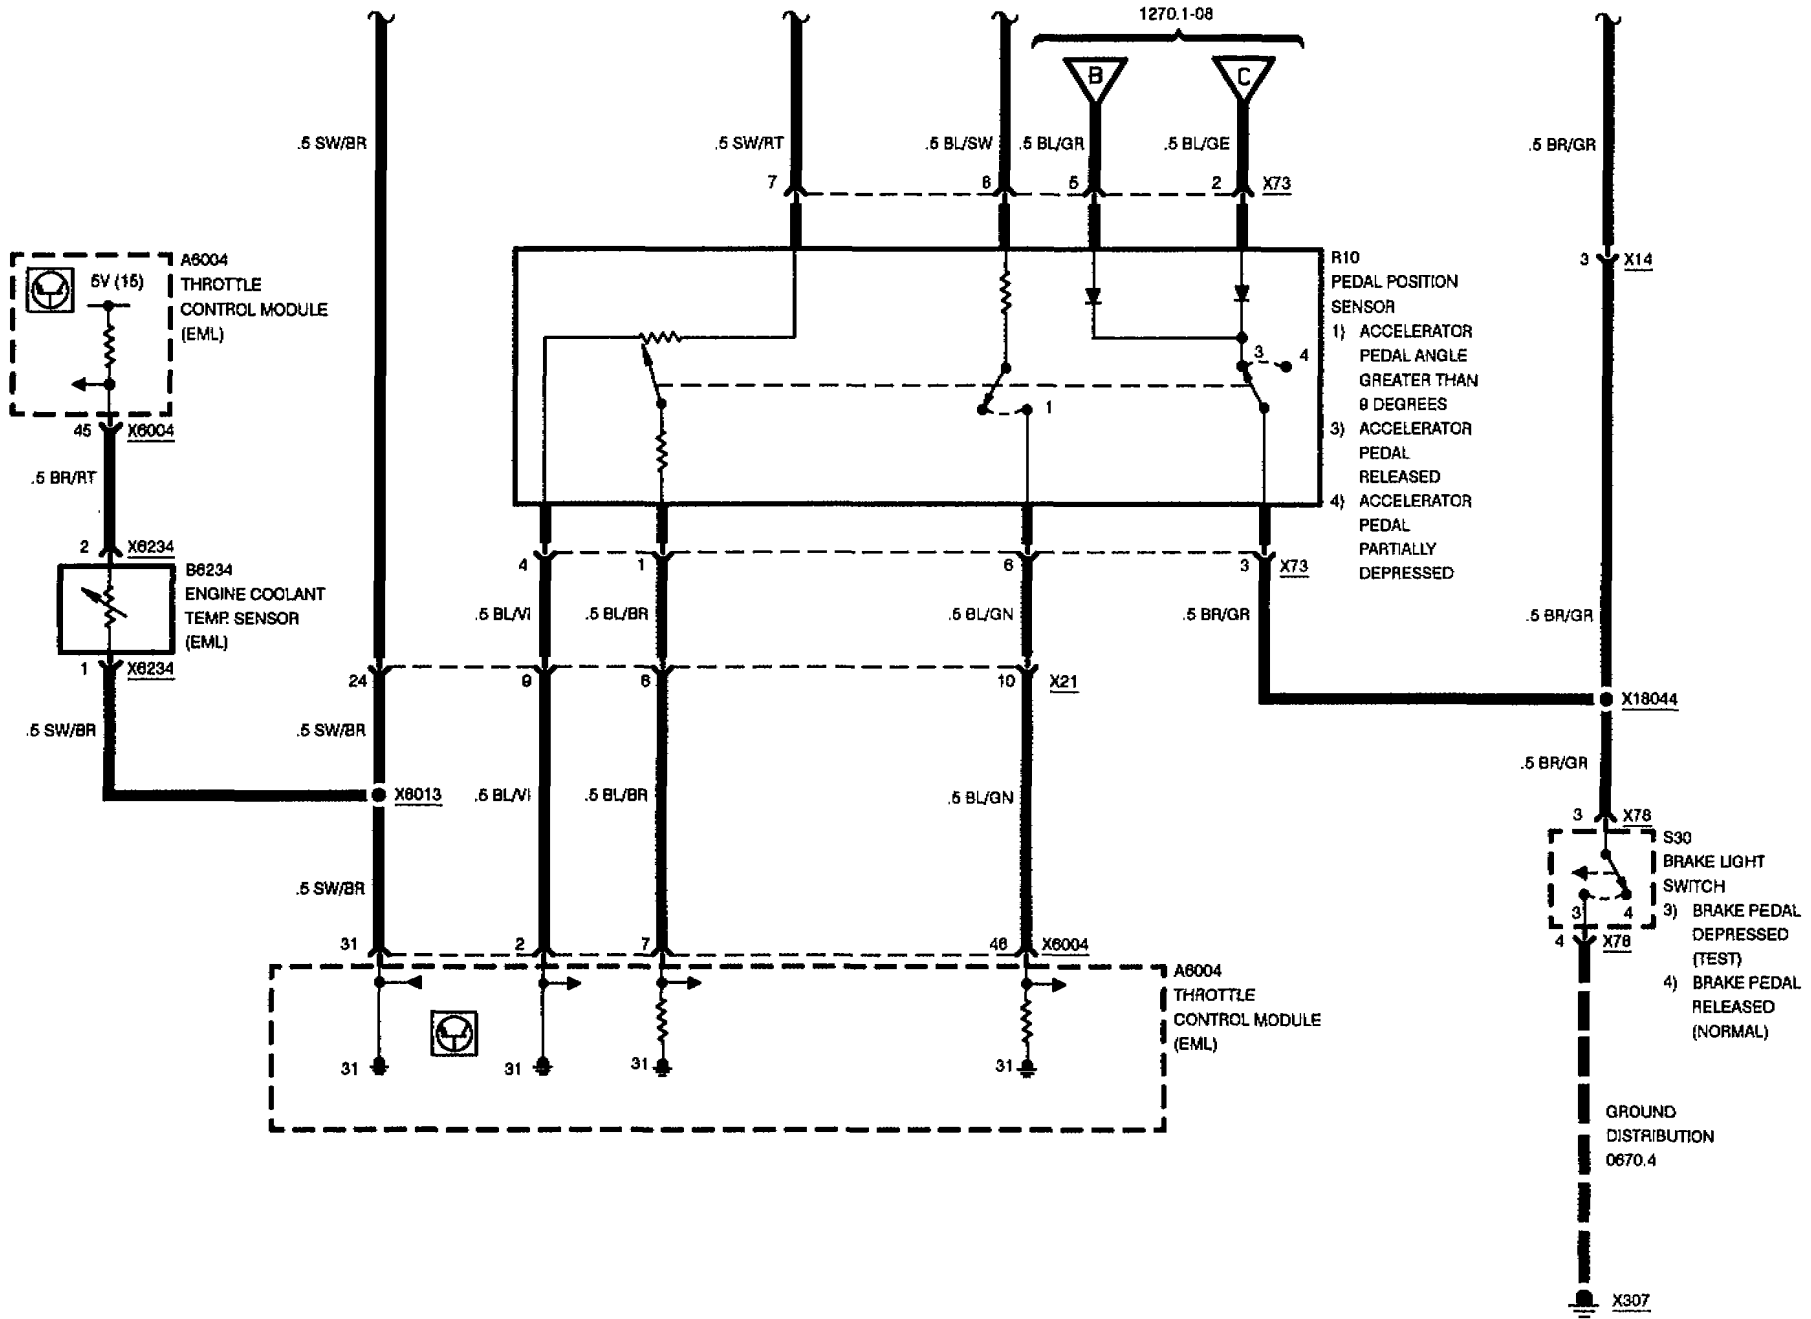 1270.1-08
B
C
.5 SW/BR
.5 SW/RT
.5 BL/SW
.5 BL/GR
.5 BL/GE
.5 BR/GR
7
6
5
2
X73
A6004
THROTTLE
CONTROL MODULE
(EML)
5V (15)
R10
PEDAL POSITION
SENSOR
1) ACCELERATOR
PEDAL ANGLE
GREATER THAN
9 DEGREES
3) ACCELERATOR
PEDAL
RELEASED
4) ACCELERATOR
PEDAL
PARTIALLY
DEPRESSED
3
X14
3
4
1
45
X6004
.5 BR/RT
2
X6234
B6234
ENGINE COOLANT
TEMP. SENSOR
(EML)
1
X6234
4
1
6
3
X73
.5 BL/VI
.5 BL/BR
.5 BL/GN
.5 BR/GR
.5 BR/GR
24
9
6
10
X21
X18044
.5 SW/BR
.5 SW/BR
.5 BR/GR
X6013
.5 BL/VI
.5 BL/BR
.5 BL/GN
3
X78
S30
BRAKE LIGHT
SWITCH
3) BRAKE PEDAL
DEPRESSED
(TEST)
4) BRAKE PEDAL
RELEASED
(NORMAL)
3
4
4
X78
.5 SW/BR
31
2
7
46
X6004
A6004
THROTTLE
CONTROL MODULE
(EML)
31
31
31
31
GROUND
DISTRIBUTION
0670.4
X307